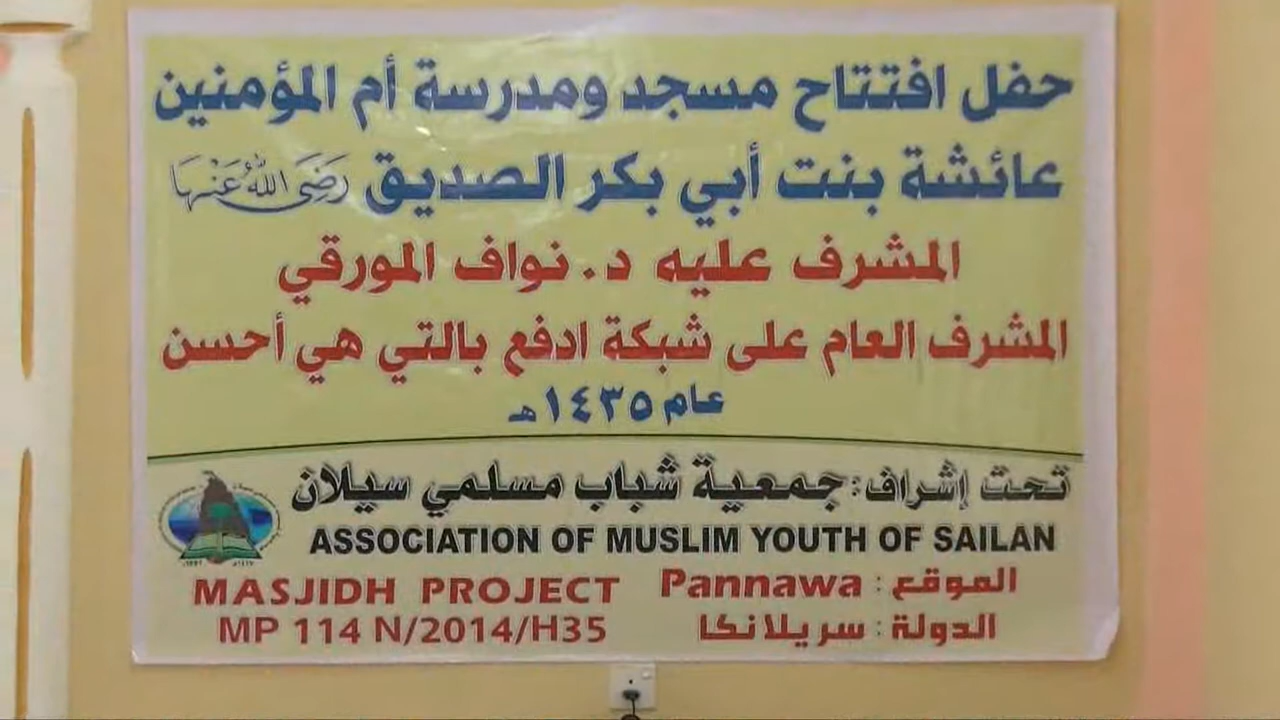 حفل افتتاح مسجد ومدرسة أم المؤمنين
عائشة بنت أبي بكر الصديق رَضَيَ اللهُ عَنْهَا
المشرف عليه د. نواف المورقي
المشرف العام على شبكة ادفع بالتي هي أحسن
عام ١٤٣٥هـ
تحت إشراف: جمعية شباب مسلمي سيلان
ASSOCIATION OF MUSLIM YOUTH OF SAILAN
MASJIDH PROJECT
الموقع : Pannawa
MP 114 N/2014/H35
الدولة : سريلانكا